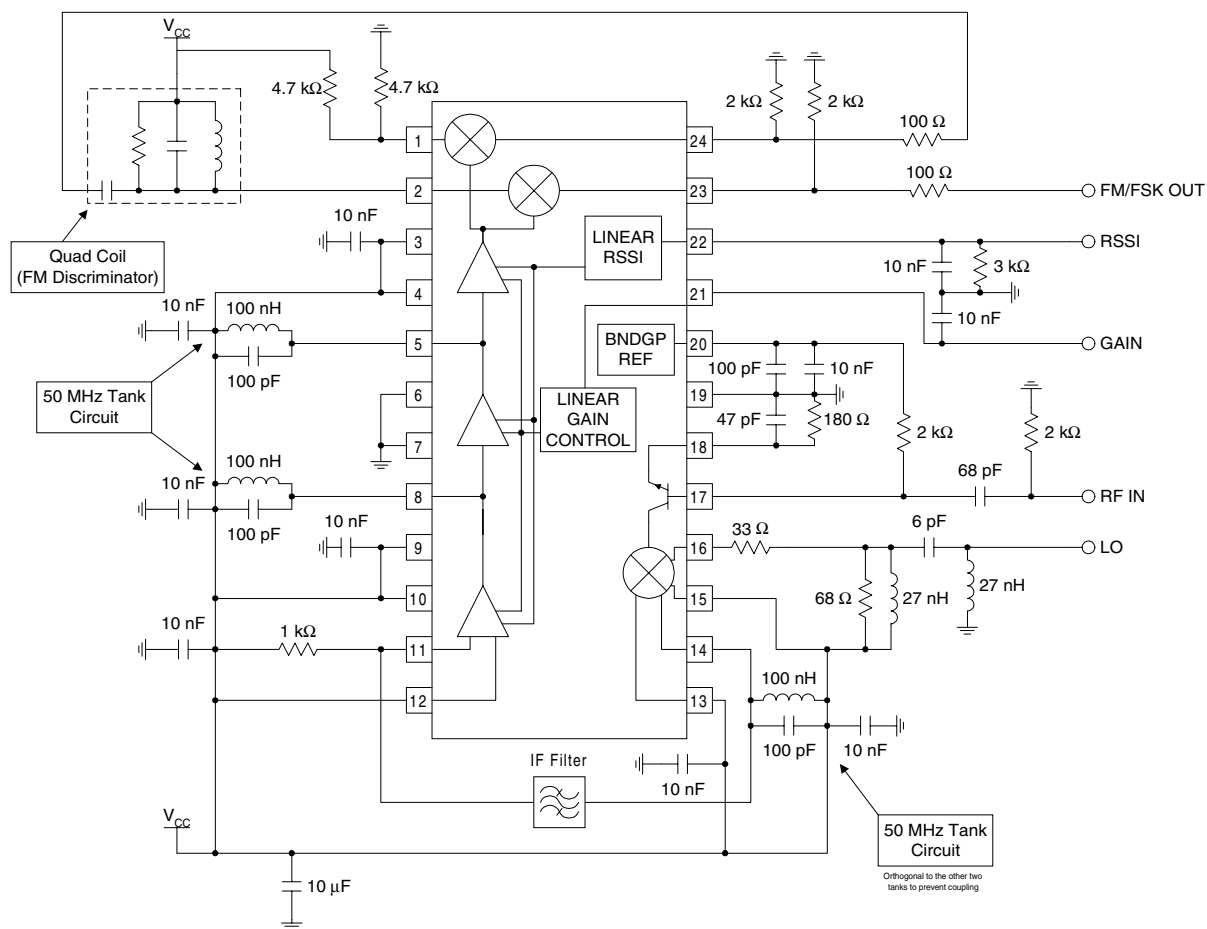 V_CC
4.7 kΩ
4.7 kΩ
2 kΩ
2 kΩ
100 Ω
1
24
100 Ω
2
23
FM/FSK OUT
Quad Coil
(FM Discriminator)
10 nF
3
LINEAR
RSSI
22
RSSI
10 nF
3 kΩ
4
21
10 nF
10 nF
100 nH
100 pF
5
BNDGP
REF
20
GAIN
100 pF
10 nF
50 MHz Tank
Circuit
6
LINEAR
GAIN
CONTROL
19
47 pF
180 Ω
7
18
2 kΩ
2 kΩ
100 nH
10 nF
100 pF
8
17
68 pF
RF IN
10 nF
9
16
33 Ω
6 pF
LO
10
15
68 Ω
27 nH
27 nH
10 nF
1 kΩ
11
14
100 nH
12
13
100 pF
10 nF
IF Filter
10 nF
V_CC
50 MHz Tank
Circuit
Orthogonal to the other two
tanks to prevent coupling
10 µF